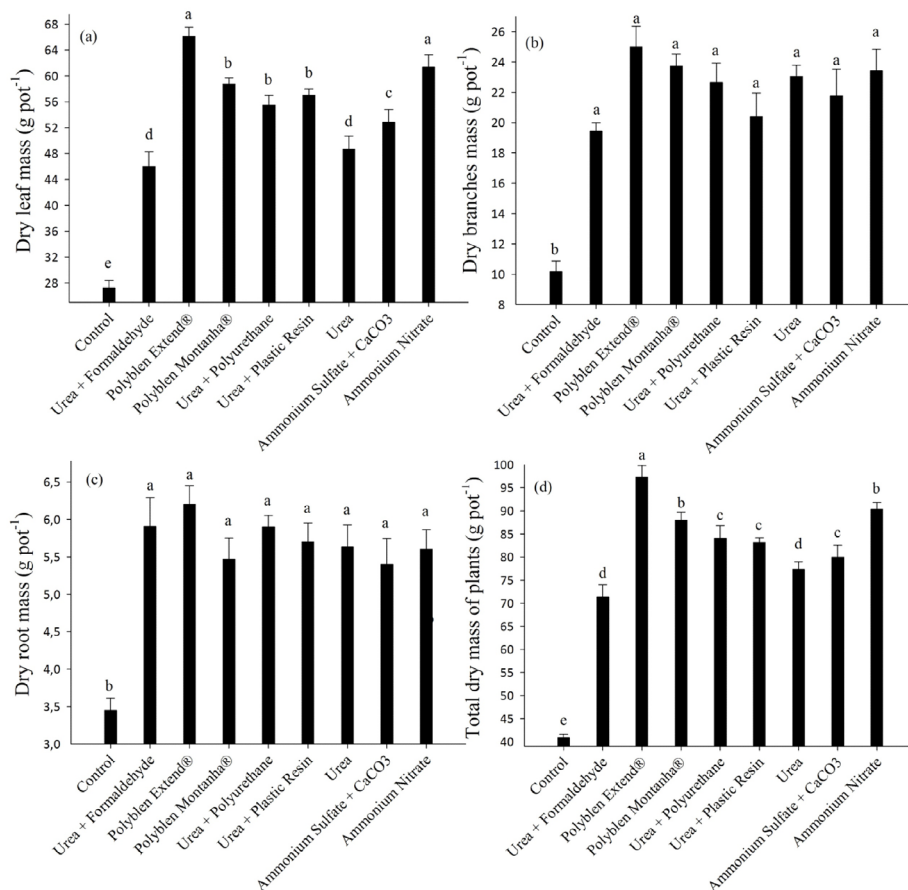 (a)
Dry leaf mass (g pot⁻¹)
68
64
60
56
52
48
44
40
36
32
28
e
d
a
b
b
b
d
c
a
Control
Urea + Formaldehyde
Polyblen Extend®
Polyblen Montanha®
Urea + Polyurethane
Urea + Plastic Resin
Urea
Ammonium Sulfate + CaCO3
Ammonium Nitrate
(b)
Dry branches mass (g pot⁻¹)
26
24
22
20
18
16
14
12
10
8
b
a
a
a
a
a
a
a
a
Control
Urea + Formaldehyde
Polyblen Extend®
Polyblen Montanha®
Urea + Polyurethane
Urea + Plastic Resin
Urea
Ammonium Sulfate + CaCO3
Ammonium Nitrate
(c)
Dry root mass (g pot⁻¹)
6,5
6,0
5,5
5,0
4,5
4,0
3,5
3,0
b
a
a
a
a
a
a
a
a
Control
Urea + Formaldehyde
Polyblen Extend®
Polyblen Montanha®
Urea + Polyurethane
Urea + Plastic Resin
Urea
Ammonium Sulfate + CaCO3
Ammonium Nitrate
(d)
Total dry mass of plants (g pot⁻¹)
100
95
90
85
80
75
70
65
60
55
50
45
40
e
d
a
b
c
c
d
c
b
Control
Urea + Formaldehyde
Polyblen Extend®
Polyblen Montanha®
Urea + Polyurethane
Urea + Plastic Resin
Urea
Ammonium Sulfate + CaCO3
Ammonium Nitrate